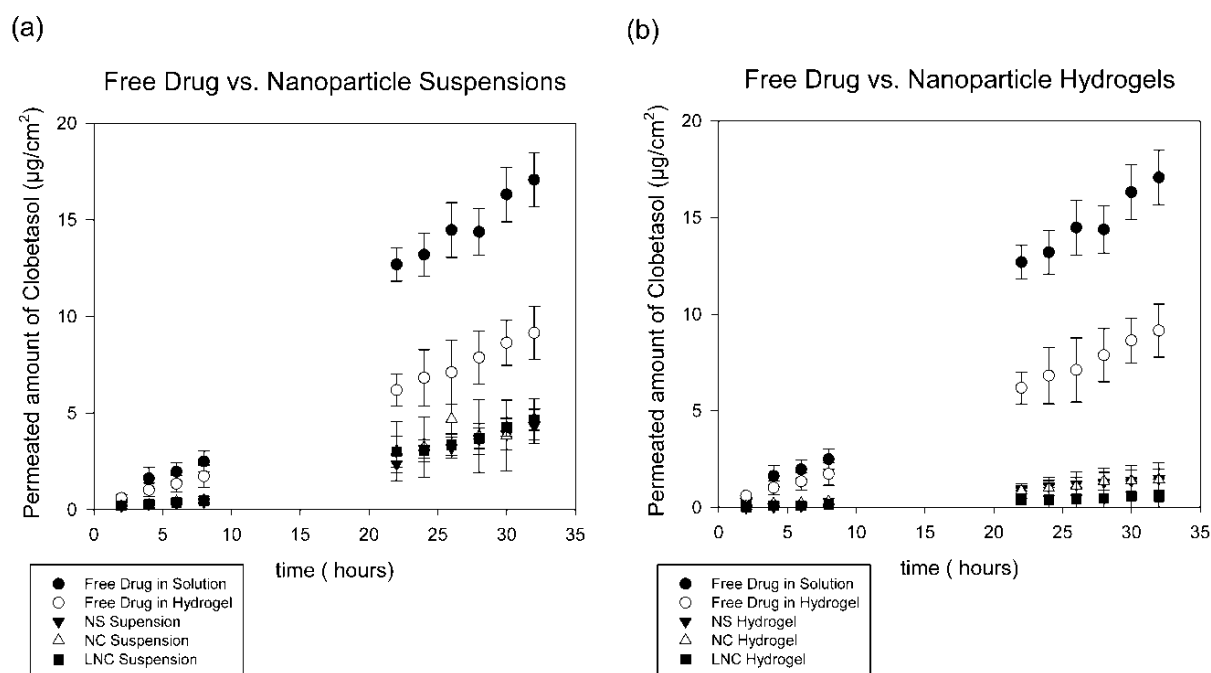 (a)
Free Drug vs. Nanoparticle Suspensions
Permeated amount of Clobetasol (µg/cm²)
20
15
10
5
0
0 5 10 15 20 25 30 35
time ( hours)
Free Drug in Solution
Free Drug in Hydrogel
NS Supension
NC Suspension
LNC Suspension
(b)
Free Drug vs. Nanoparticle Hydrogels
Permeated amount of Clobetasol (µg/cm²)
20
15
10
5
0
0 5 10 15 20 25 30 35
time ( hours)
Free Drug in Solution
Free Drug in Hydrogel
NS Hydrogel
NC Hydrogel
LNC Hydrogel